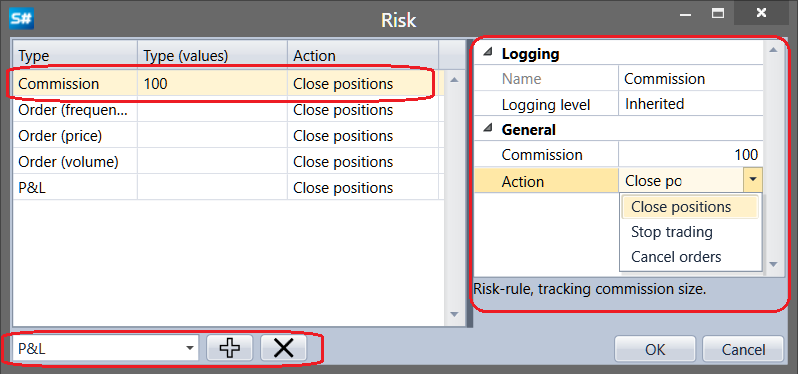 S#
Risk
Type Type (values) Action
Commission 100 Close positions
Order (frequen... Close positions
Order (price) Close positions
Order (volume) Close positions
P&L Close positions
P&L
Logging
Name Commission
Logging level Inherited
General
Commission 100
Action Close po
Close positions
Stop trading
Cancel orders
Risk-rule, tracking commission size.
OK Cancel